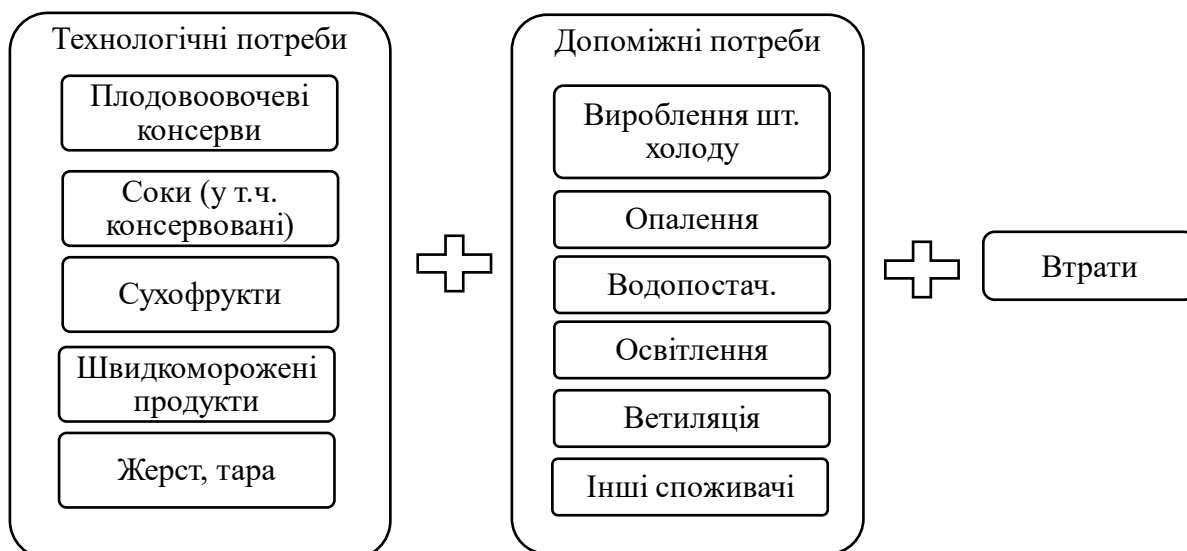 Технологічні потреби
Плодовоовочеві
консерви
Соки (у т.ч.
консервовані)
Сухофрукти
Швидкоморожені
продукти
Жерст, тара
Допоміжні потреби
Вироблення шт.
холоду
Опалення
Водопостач.
Освітлення
Ветиляція
Інші споживачі
Втрати